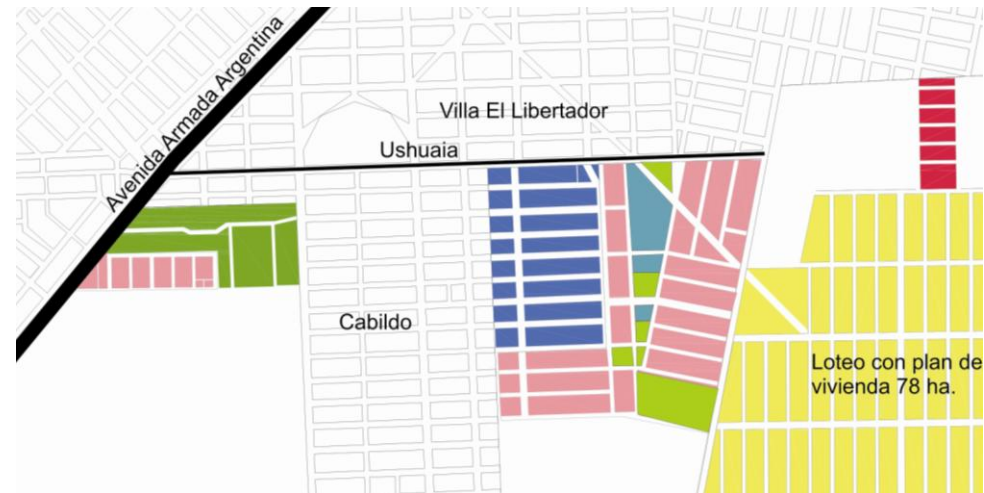 Avenida Armada Argentina
Villa El Libertador
Ushuaia
Cabildo
Loteo con plan de
vivienda 78 ha.